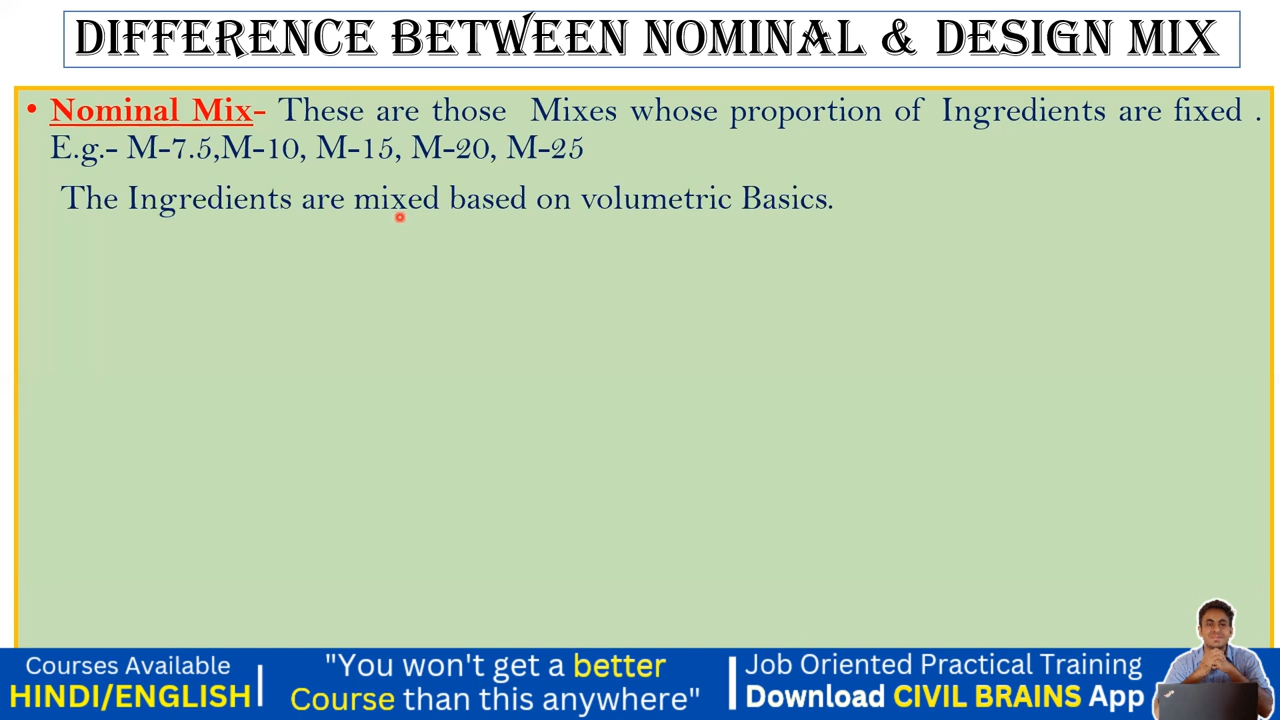 DIFFERENCE BETWEEN NOMINAL & DESIGN MIX
• Nominal Mix- These are those Mixes whose proportion of Ingredients are fixed .
E.g.- M-7.5,M-10, M-15, M-20, M-25
The Ingredients are mixed based on volumetric Basics.
Courses Available
HINDI/ENGLISH
"You won't get a better
Course than this anywhere"
Job Oriented Practical Training
Download CIVIL BRAINS App